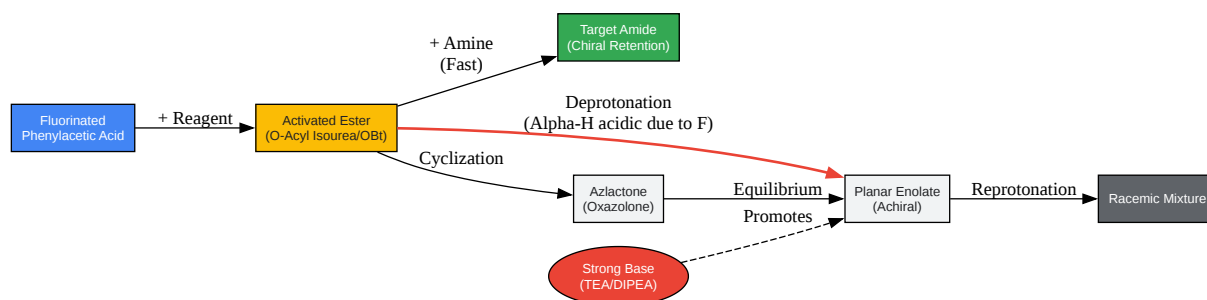 Target Amide
(Chiral Retention)
+ Amine
(Fast)
Fluorinated
Phenylacetic Acid
+ Reagent
Activated Ester
(O-Acyl Isourea/OBt)
Deprotonation
(Alpha-H acidic due to F)
Cyclization
Azlactone
(Oxazolone)
Equilibrium
Planar Enolate
(Achiral)
Reprotonation
Racemic Mixture
Promotes
Strong Base
(TEA/DIPEA)